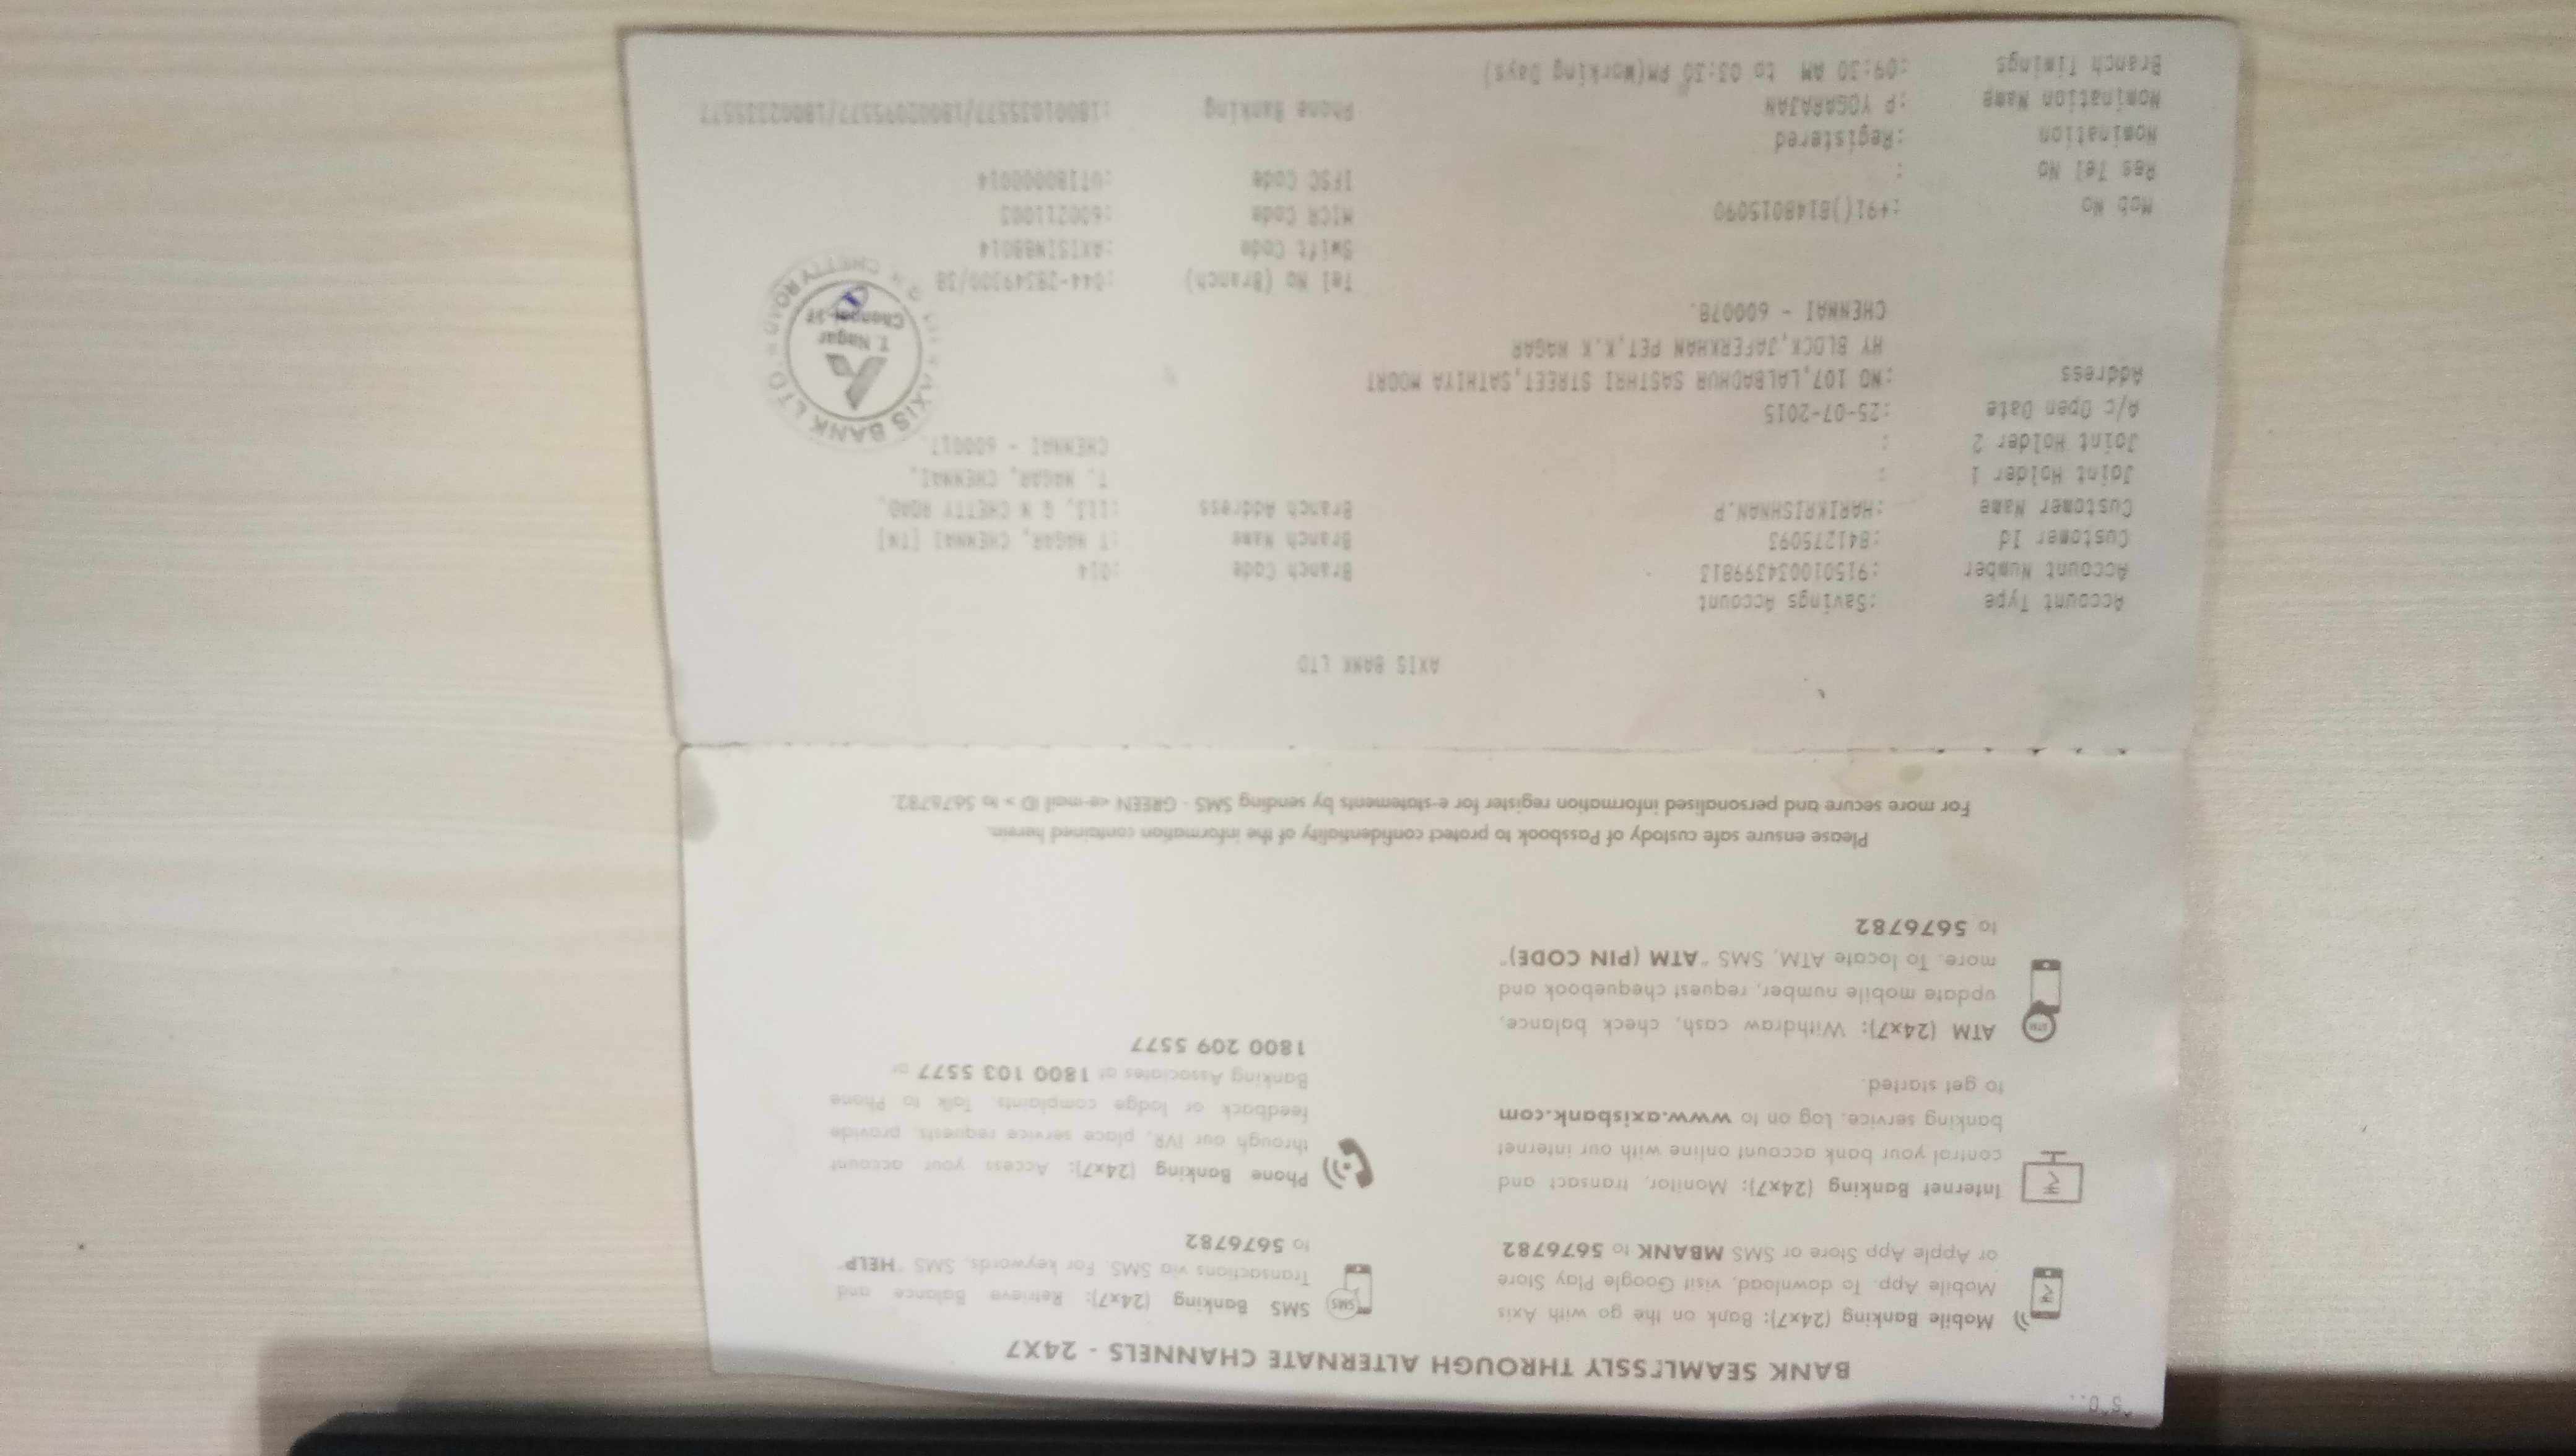 ^5^0..
BANK SEAMLESSLY THROUGH ALTERNATE CHANNELS - 24X7
Mobile Banking (24x7): Bank on the go with Axis
Mobile App. To download, visit Google Play Store
or Apple App Store or SMS MBANK to 5676782
Internet Banking (24x7): Monitor, transact and
control your bank account online with our internet
banking service. Log on to www.axisbank.com
to get started.
ATM (24x7): Withdraw cash, check balance,
update mobile number, request chequebook and
more. To locate ATM, SMS "ATM (PIN CODE)"
to 5676782
SMS SMS Banking (24x7): Retrieve Balance and
Transactions via SMS. For keywords, SMS "HELP"
to 5676782
Phone Banking (24x7): Access your account
through our IVR, place service requests, provide
feedback or lodge complaints. Talk to Phone
Banking Associates at 1800 103 5577 or
1800 209 5577
Please ensure safe custody of Passbook to protect confidentiality of the information contained herein.
For more secure and personalised information register for e-statements by sending SMS - GREEN <e-mail ID > to 5676782.
AXIS BANK LTD
Account Type :Savings Account
Account Number :915010034399813 Branch Code :014
Customer Id :841275093 Branch Name :T NAGAR, CHENNAI [TN]
Customer Name :HARIKRISHNAN.P Branch Address :113, G N CHETTY ROAD,
Joint Holder 1 : T. NAGAR, CHENNAI,
Joint Holder 2 : CHENNAI - 600017.
A/c Open Date :25-07-2015
Address :NO 107,LALBADHUR SASTHRI STREET,SATHIYA MOORT
HY BLOCK,JAFERKHAN PET,K.K NAGAR
CHENNAI - 600078.
Tel No (Branch) :044-28349300/38
Swift Code :AXISINBB014
Mob No :+91()8148015090 MICR Code :600211003
Res Tel No : IFSC Code :UTIB0000014
Nomination :Registered
Nomination Name :P YOGARAJAN Phone Banking :18001035577/18002095577/18002335577
Branch Timings :09:30 AM to 03:30 PM(Working Days)
AXIS BANK LTD
T. Nagar
CHETTY ROAD